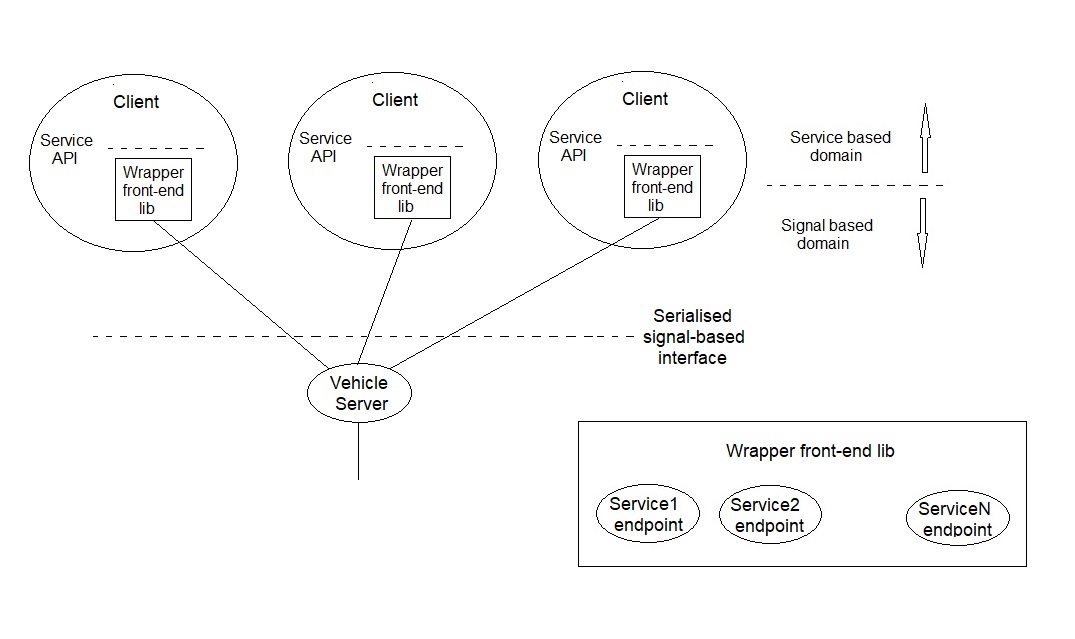 Client
Service
API
Wrapper
front-end
lib
Client
Service
API
Wrapper
front-end
lib
Client
Service
API
Wrapper
front-end
lib
Service based
domain
Signal based
domain
Serialised
signal-based
interface
Vehicle
Server
Wrapper front-end lib
Service1
endpoint
Service2
endpoint
ServiceN
endpoint